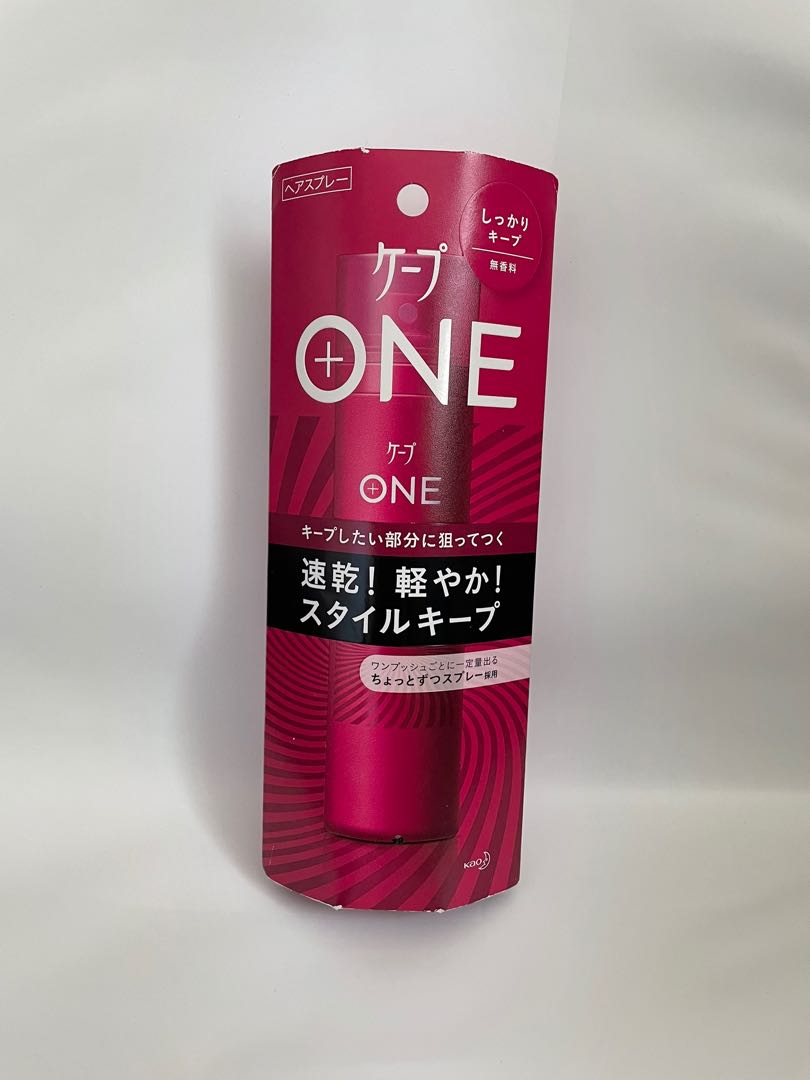 ヘアスプレー
しっかり
キープ
無香料
ケープ
ONE
ケープ
ONE
キープしたい部分に狙ってつく
速乾！軽やか！
スタイルキープ
ワンプッシュごとに一定量出る
ちょっとずつスプレー採用
Kao